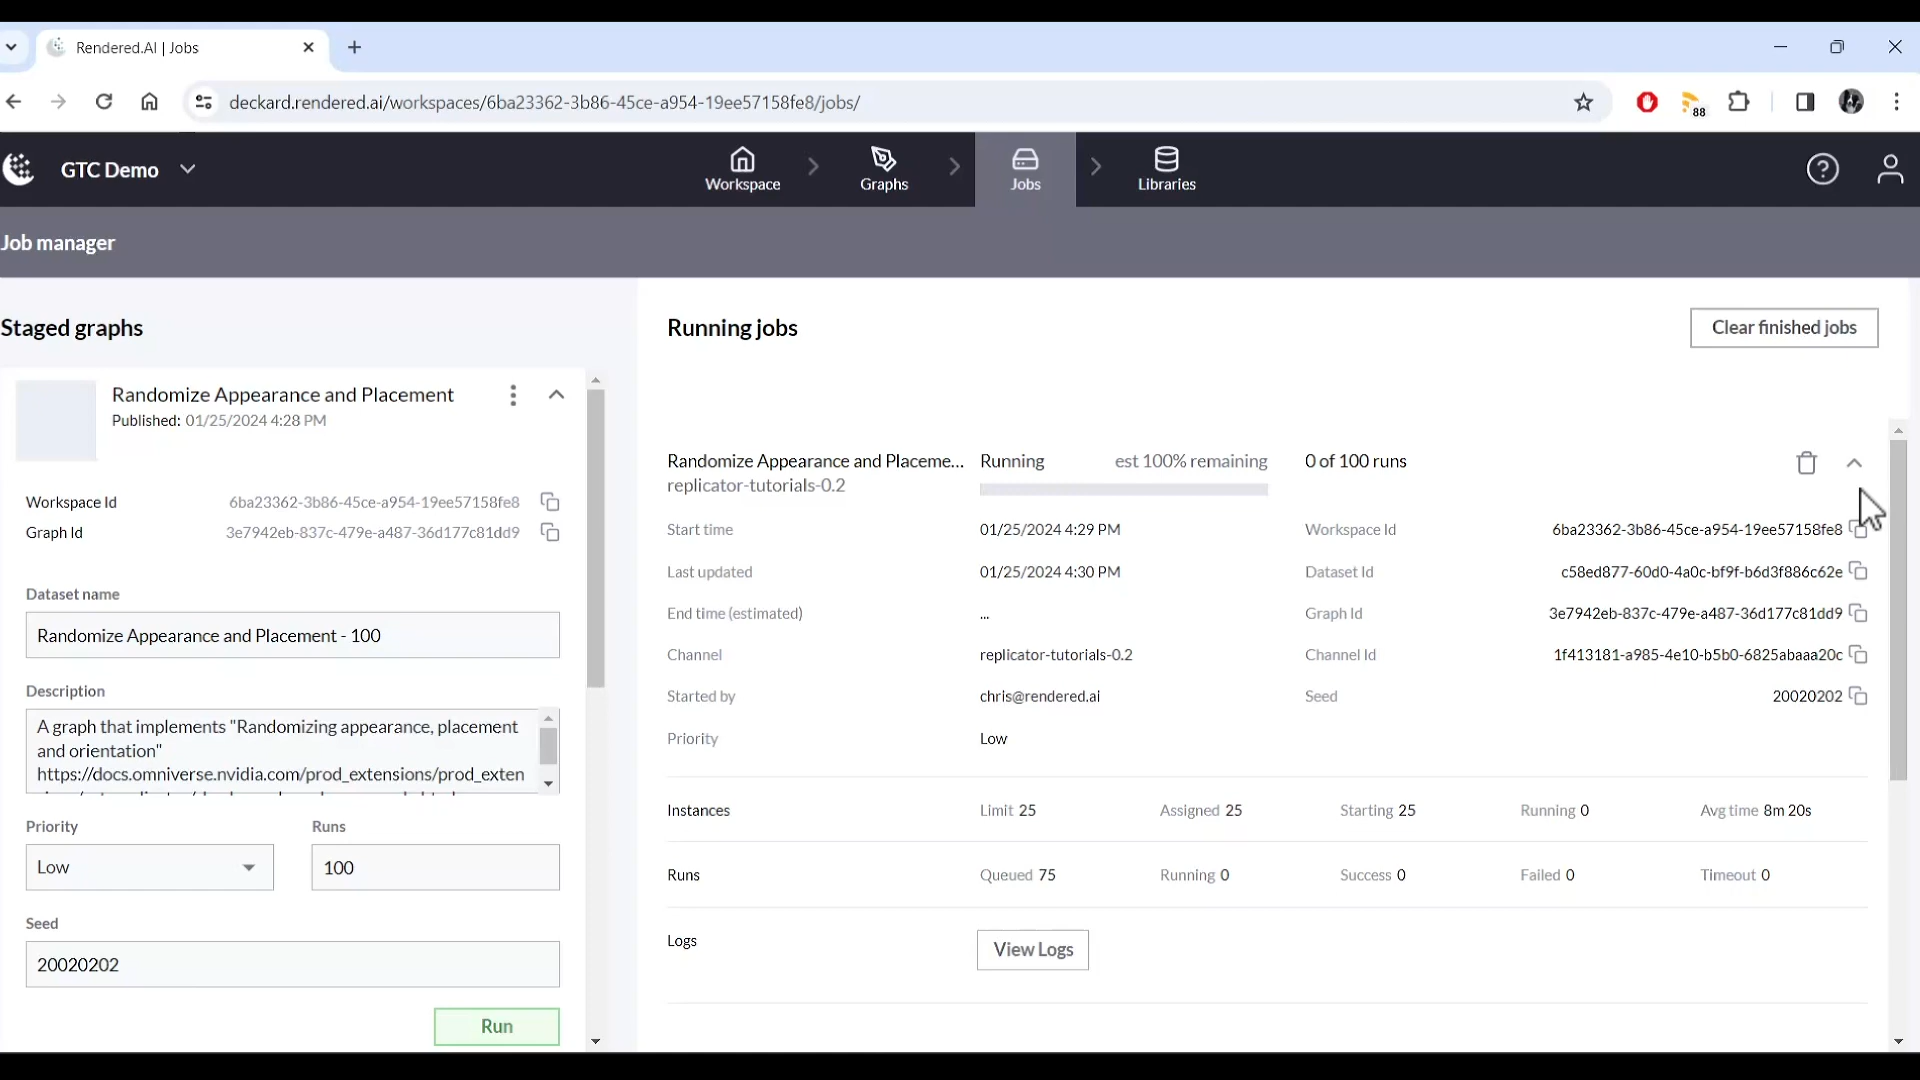 Rendered.AI | Jobs
deckard.rendered.ai/workspaces/6ba23362-3b86-45ce-a954-19ee57158fe8/jobs/
88
GTC Demo
Workspace
Graphs
Jobs
Libraries
Job manager
Staged graphs
Randomize Appearance and Placement
Published: 01/25/2024 4:28 PM
Workspace Id 6ba23362-3b86-45ce-a954-19ee57158fe8
Graph Id 3e7942eb-837c-479e-a487-36d177c81dd9
Dataset name
Randomize Appearance and Placement - 100
Description
A graph that implements "Randomizing appearance, placement
and orientation"
https://docs.omniverse.nvidia.com/prod_extensions/prod_exten
Priority Runs
Low 100
Seed
20020202
Run
Running jobs
Clear finished jobs
Randomize Appearance and Placeme... Running est 100% remaining 0 of 100 runs
replicator-tutorials-0.2
Start time 01/25/2024 4:29 PM Workspace Id 6ba23362-3b86-45ce-a954-19ee57158fe8
Last updated 01/25/2024 4:30 PM Dataset Id c58ed877-60d0-4a0c-bf9f-b6d3f886c62e
End time (estimated) ... Graph Id 3e7942eb-837c-479e-a487-36d177c81dd9
Channel replicator-tutorials-0.2 Channel Id 1f413181-a985-4e10-b5b0-6825abaaa20c
Started by chris@rendered.ai Seed 20020202
Priority Low
Instances Limit 25 Assigned 25 Starting 25 Running 0 Avg time 8m 20s
Runs Queued 75 Running 0 Success 0 Failed 0 Timeout 0
Logs View Logs